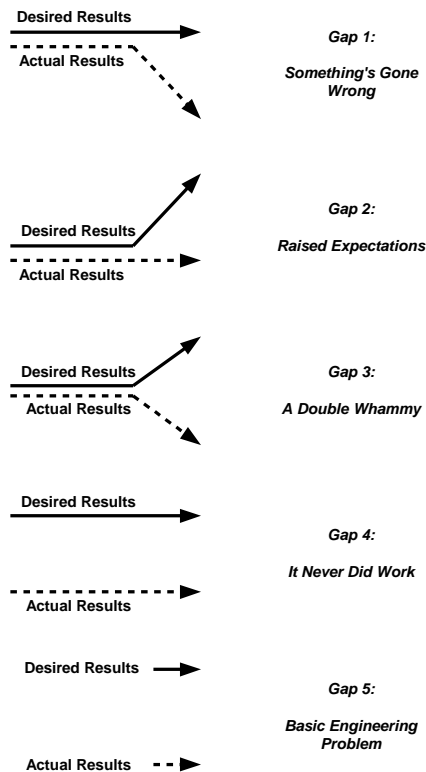 Desired Results
Actual Results
Gap 1:
Something's Gone
Wrong
Desired Results
Actual Results
Gap 2:
Raised Expectations
Desired Results
Actual Results
Gap 3:
A Double Whammy
Desired Results
Actual Results
Gap 4:
It Never Did Work
Desired Results
Actual Results
Gap 5:
Basic Engineering
Problem